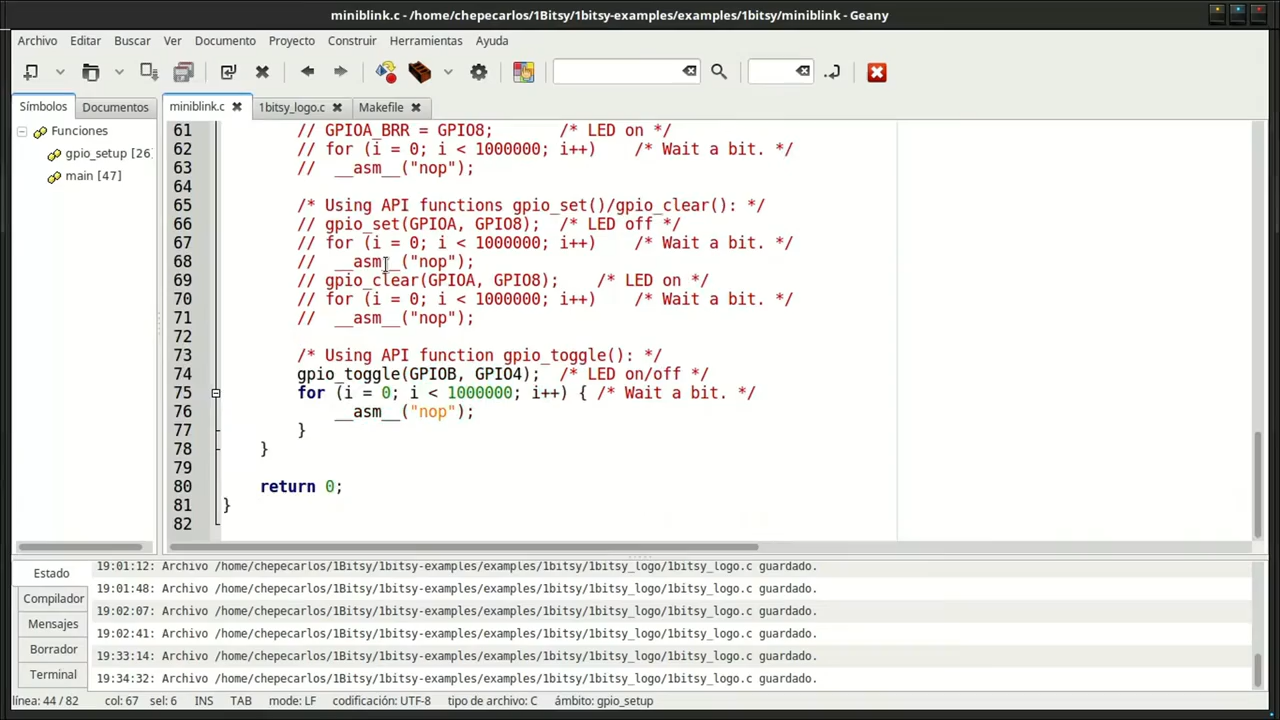 miniblink.c - /home/chepecarlos/1Bitsy/1bitsy-examples/examples/1bitsy/miniblink - Geany
Archivo Editar Buscar Ver Documento Proyecto Construir Herramientas Ayuda
Símbolos Documentos
miniblink.c 1bitsy_logo.c Makefile
Funciones
gpio_setup [26]
main [47]
61 // GPIOA_BRR = GPIO8; /* LED on */
62 // for (i = 0; i < 1000000; i++) /* Wait a bit. */
63 // __asm__("nop");
64
65 /* Using API functions gpio_set()/gpio_clear(): */
66 // gpio_set(GPIOA, GPIO8); /* LED off */
67 // for (i = 0; i < 1000000; i++) /* Wait a bit. */
68 // __asm__("nop");
69 // gpio_clear(GPIOA, GPIO8); /* LED on */
70 // for (i = 0; i < 1000000; i++) /* Wait a bit. */
71 // __asm__("nop");
72
73 /* Using API function gpio_toggle(): */
74 gpio_toggle(GPIOB, GPIO4); /* LED on/off */
75 for (i = 0; i < 1000000; i++) { /* Wait a bit. */
76 __asm__("nop");
77 }
78 }
79
80 return 0;
81 }
82
Estado
Compilador
Mensajes
Borrador
Terminal
19:01:12: Archivo /home/chepecarlos/1Bitsy/1bitsy-examples/examples/1bitsy/1bitsy_logo/1bitsy_logo.c guardado.
19:01:48: Archivo /home/chepecarlos/1Bitsy/1bitsy-examples/examples/1bitsy/1bitsy_logo/1bitsy_logo.c guardado.
19:02:07: Archivo /home/chepecarlos/1Bitsy/1bitsy-examples/examples/1bitsy/1bitsy_logo/1bitsy_logo.c guardado.
19:02:41: Archivo /home/chepecarlos/1Bitsy/1bitsy-examples/examples/1bitsy/1bitsy_logo/1bitsy_logo.c guardado.
19:33:14: Archivo /home/chepecarlos/1Bitsy/1bitsy-examples/examples/1bitsy/1bitsy_logo/1bitsy_logo.c guardado.
19:34:32: Archivo /home/chepecarlos/1Bitsy/1bitsy-examples/examples/1bitsy/1bitsy_logo/1bitsy_logo.c guardado.
línea: 44 / 82 col: 67 sel: 6 INS TAB mode: LF codificación: UTF-8 tipo de archivo: C ámbito: gpio_setup